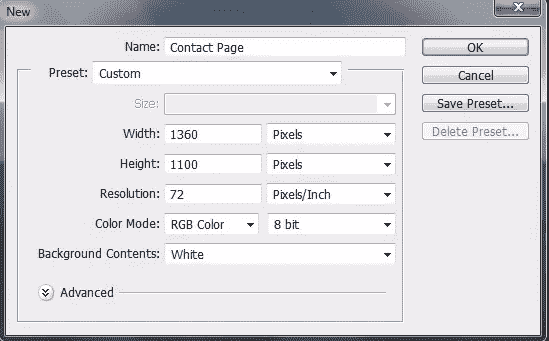 New
Name: Contact Page
OK
Preset: Custom
Cancel
Size:
Save Preset...
Width: 1360 Pixels
Delete Preset...
Height: 1100 Pixels
Resolution: 72 Pixels/Inch
Color Mode: RGB Color 8 bit
Background Contents: White
Advanced